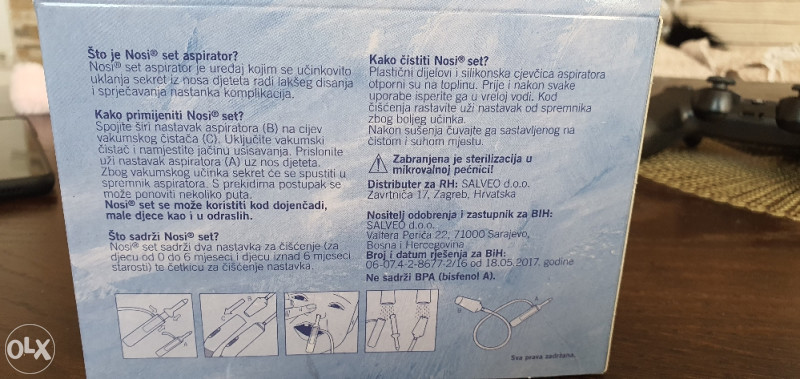 Što je Nosi® set aspirator?
Nosi® set aspirator je uređaj kojim se učinkovito
uklanja sekret iz nosa djeteta radi lakšeg disanja
i sprječavanja nastanka komplikacija.
Kako primijeniti Nosi® set?
Spojite širi nastavak aspiratora (B) na cijev
vakumskog čistača (C). Uključite vakumski
čistač i namjestite jačinu usisavanja. Prislonite
uži nastavak aspiratora (A) uz nos djeteta.
Zbog vakumskog učinka sekret će se spustiti u
spremnik aspiratora. S prekidima postupak se
može ponoviti nekoliko puta.
Nosi® set se može koristiti kod dojenčadi,
male djece kao i u odraslih.
Što sadrži Nosi® set?
Nosi® set sadrži dva nastavka za čišćenje (za
djecu od 0 do 6 mjeseci i djecu iznad 6 mjeseci
starosti) te četkicu za čišćenje nastavka.
Kako čistiti Nosi® set?
Plastični dijelovi i silikonska cjevčica aspiratora
otporni su na toplinu. Prije i nakon svake
uporabe isperite ga u vreloj vodi. Kod
čišćenja rastavite uži nastavak od spremnika
zbog boljeg učinka.
Nakon sušenja čuvajte ga sastavljenog na
čistom i suhom mjestu.
Zabranjena je sterilizacija u
mikrovalnoj pećnici!
Distributer za RH: SALVEO d.o.o.
Zavrtnička 17, Zagreb, Hrvatska
Nositelj odobrenja i zastupnik za BIH:
SALVEO d.o.o.
Valtera Perića 22, 71000 Sarajevo,
Bosna i Hercegovina
Broj i datum rješenja za BiH:
06-07.4-2-8677-2/16 od 18.05.2017. godine
Ne sadrži BPA (bisfenol A).
Sva prava zadržana.
OLX